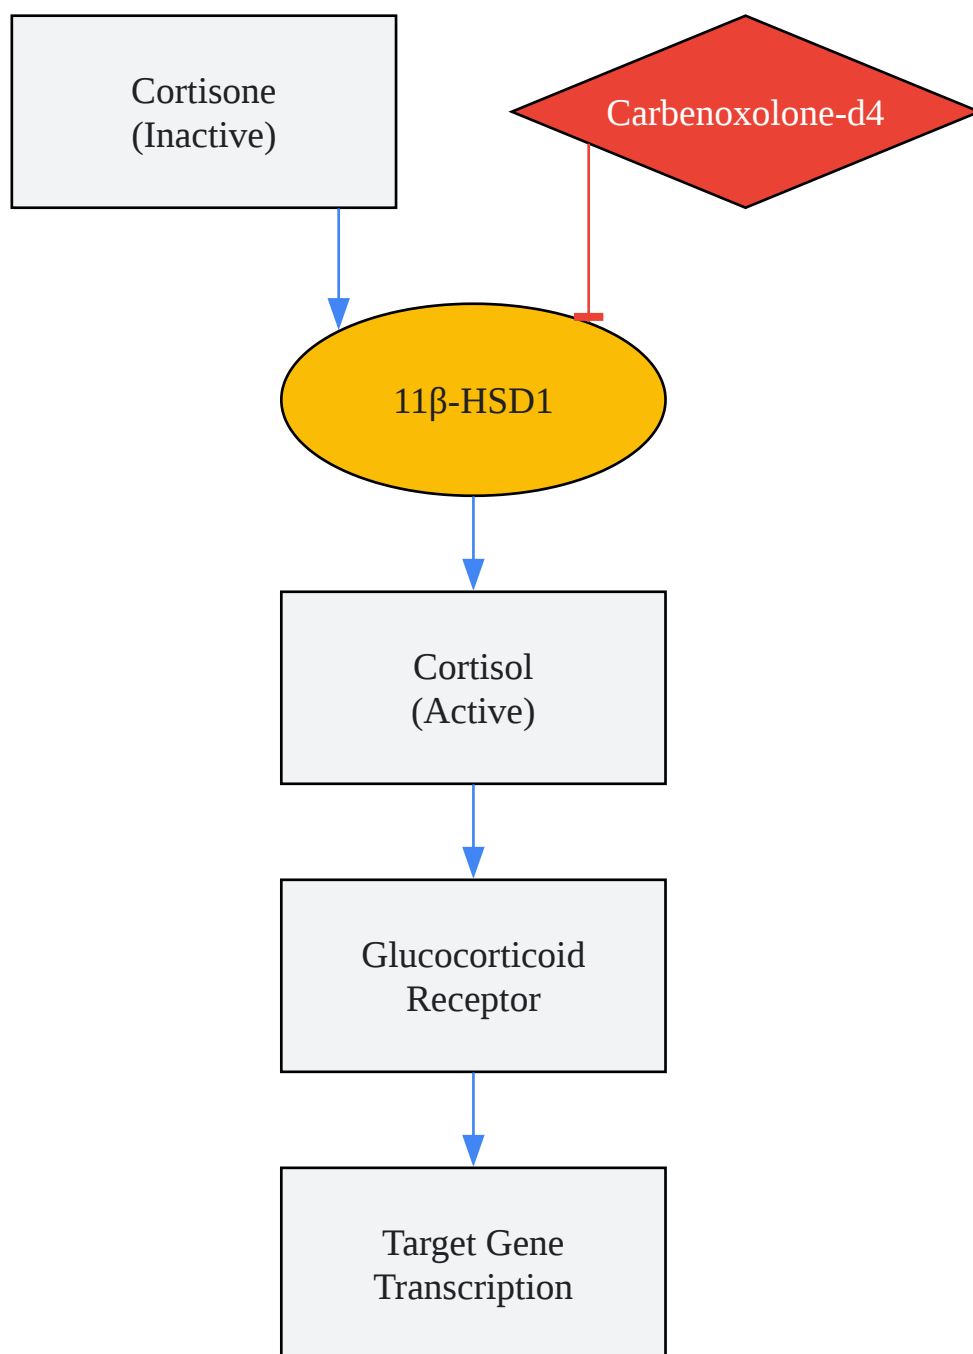 Cortisone
(Inactive)
Carbenoxolone-d4
11β-HSD1
Cortisol
(Active)
Glucocorticoid
Receptor
Target Gene
Transcription